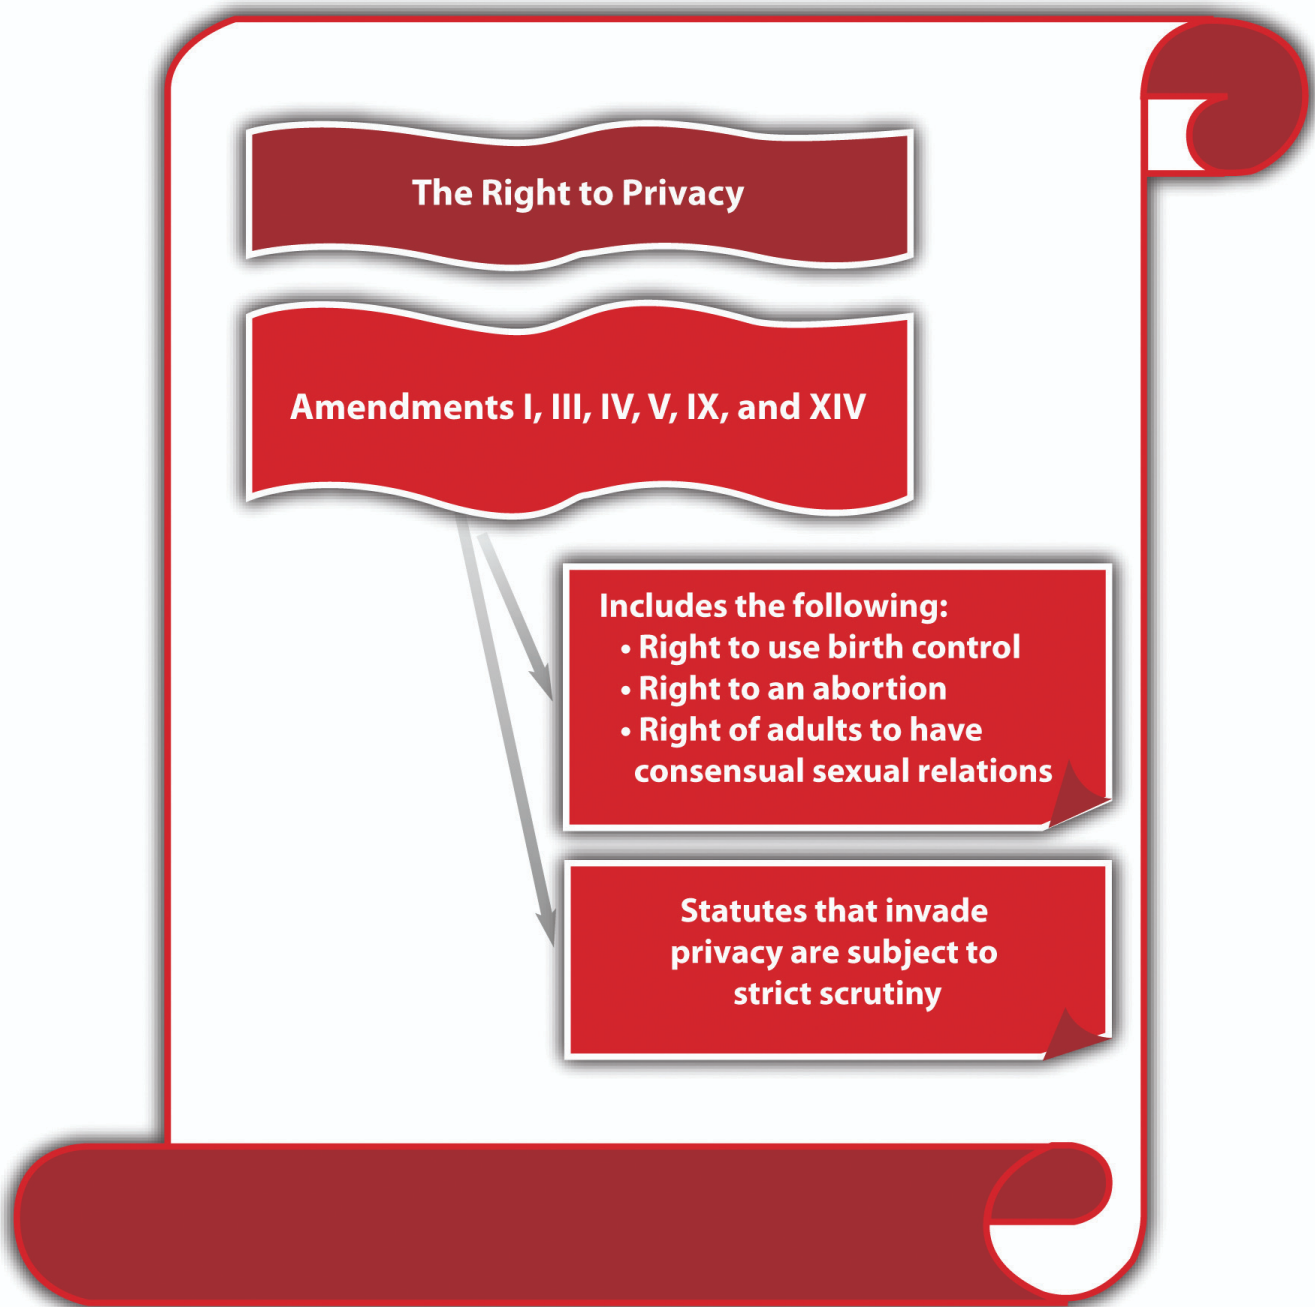 The Right to Privacy
Amendments I, III, IV, V, IX, and XIV
Includes the following:
• Right to use birth control
• Right to an abortion
• Right of adults to have
consensual sexual relations
Statutes that invade
privacy are subject to
strict scrutiny